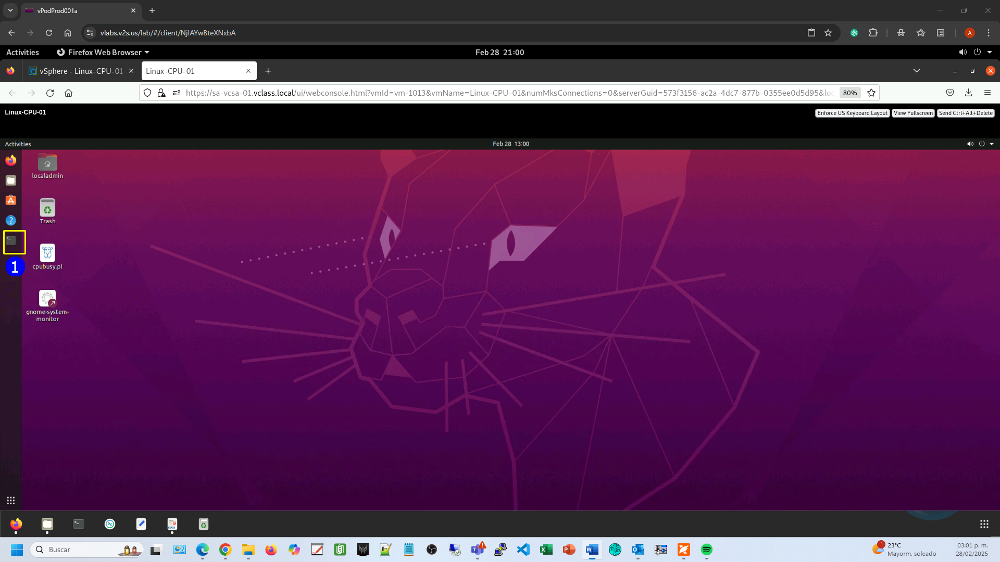 vPodProd001a
vlabs.v2s.us/lab/#/client/NjIAYwBteXNxbA
A
Activities
Firefox Web Browser
Feb 28 21:00
vSphere - Linux-CPU-01
Linux-CPU-01
https://sa-vcsa-01.vclass.local/ui/webconsole.html?vmId=vm-1013&vmName=Linux-CPU-01&numMksConnections=0&serverGuid=573f3156-ac2a-4dc7-877b-0355ee0d5d95&loc
80%
Linux-CPU-01
Enforce US Keyboard Layout
View Fullscreen
Send Ctrl+Alt+Delete
Activities
Feb 28 13:00
localadmin
Trash
1
cpubusy.pl
gnome-system-
monitor
Buscar
1
23°C
Mayorm. soleado
03:01 p. m.
28/02/2025